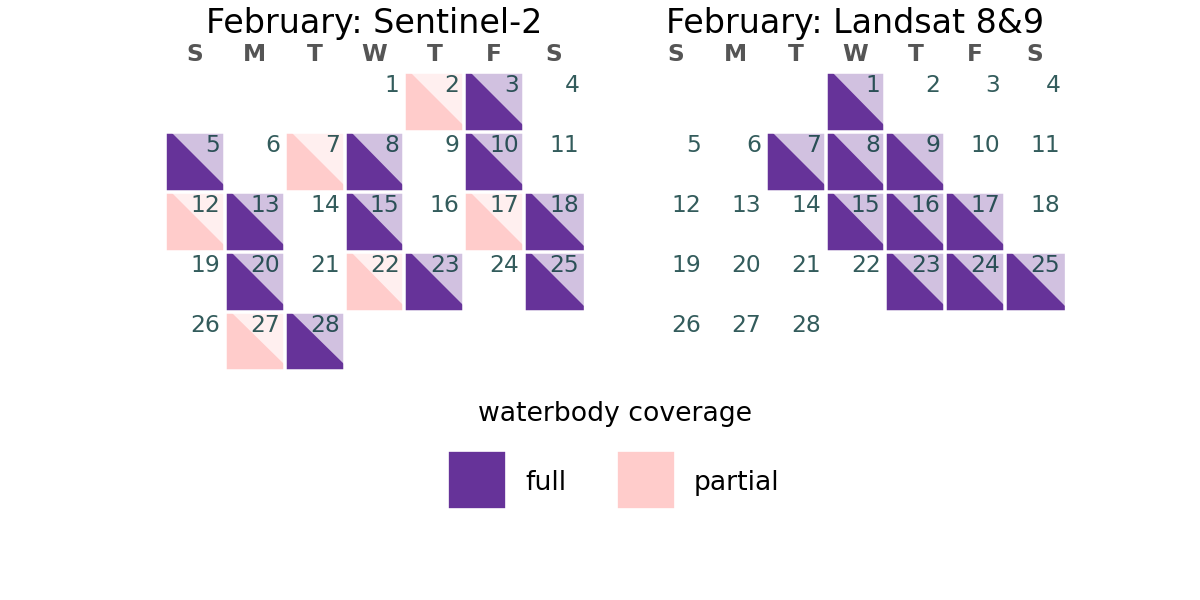 February: Sentinel-2
S M T W T F S
1 2 3 4
5 6 7 8 9 10 11
12 13 14 15 16 17 18
19 20 21 22 23 24 25
26 27 28
February: Landsat 8&9
S M T W T F S
1 2 3 4
5 6 7 8 9 10 11
12 13 14 15 16 17 18
19 20 21 22 23 24 25
26 27 28
waterbody coverage
full partial